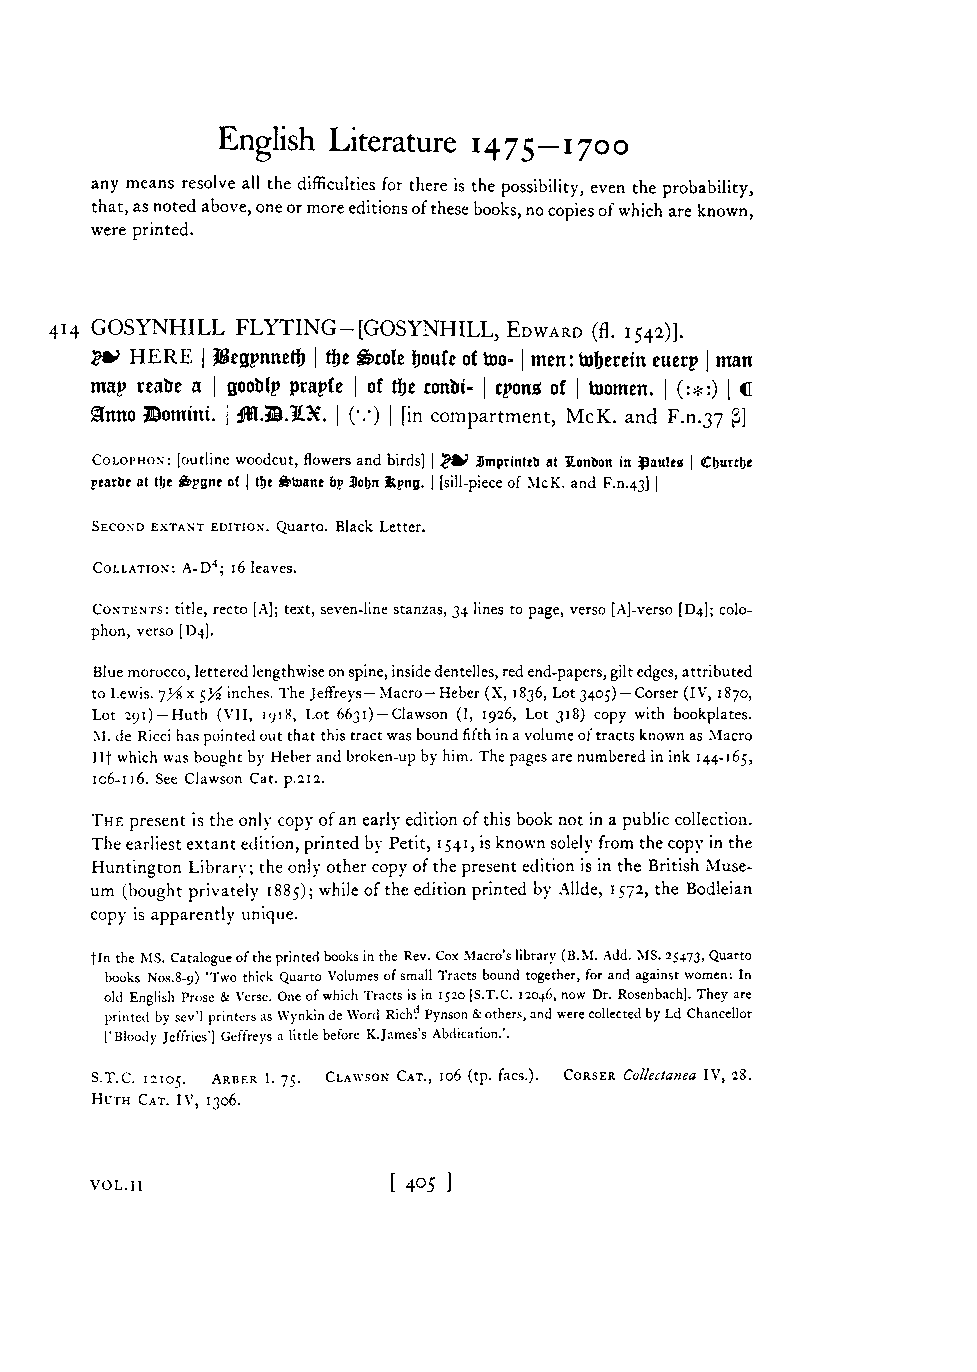 English Literature 1475—1700
any means resolve all the difficulties for there is the possibility, even the probability,
that, as noted above, one or more editions of these books, no copies of which are known,
were printed.
414 GOSYNHILL FLYTING—[GOSYNHILL, EDWARD (fl. 1542)].
❧ HERE | Begynneth | the Scole house of wo- | men: wherein euery | man
may reade a | goodly prayse | of the condi- | cyons of | women. | (:*:) | ¶
Anno Domini. | M.D.LX. | (∵) | [in compartment, McK. and F.n.37 β]
COLOPHON: [outline woodcut, flowers and birds] | ❧ Imprinted at London in Paules | Churche
yearde at the Sygne of | the Swane by John Kyng. | [sill-piece of McK. and F.n.43] |
SECOND EXTANT EDITION. Quarto. Black Letter.
COLLATION: A-D⁴; 16 leaves.
CONTENTS: title, recto [A]; text, seven-line stanzas, 34 lines to page, verso [A]-verso [D4]; colo-
phon, verso [D4].
Blue morocco, lettered lengthwise on spine, inside dentelles, red end-papers, gilt edges, attributed
to Lewis. 7⅛ x 5½ inches. The Jeffreys—Macro—Heber (X, 1836, Lot 3405)—Corser (IV, 1870,
Lot 291)—Huth (VII, 1918, Lot 6631)—Clawson (I, 1926, Lot 318) copy with bookplates.
M. de Ricci has pointed out that this tract was bound fifth in a volume of tracts known as Macro
II† which was bought by Heber and broken-up by him. The pages are numbered in ink 144-165,
106-116. See Clawson Cat. p.212.
THE present is the only copy of an early edition of this book not in a public collection.
The earliest extant edition, printed by Petit, 1541, is known solely from the copy in the
Huntington Library; the only other copy of the present edition is in the British Muse-
um (bought privately 1885); while of the edition printed by Allde, 1572, the Bodleian
copy is apparently unique.
†In the MS. Catalogue of the printed books in the Rev. Cox Macro's library (B.M. Add. MS. 25473, Quarto
books Nos.8-9) 'Two thick Quarto Volumes of small Tracts bound together, for and against women: In
old English Prose & Verse. One of which Tracts is in 1520 [S.T.C. 12046, now Dr. Rosenbach]. They are
printed by sev'l printers as Wynkin de Word Rich.ᵈ Pynson & others, and were collected by Ld Chancellor
['Bloody Jeffries'] Geffreys a little before K.James's Abdication.'.
S.T.C. 12105. ARBER I. 75. CLAWSON CAT., 106 (tp. facs.). CORSER Collectanea IV, 28.
HUTH CAT. IV, 1306.
VOL.II [ 405 ]